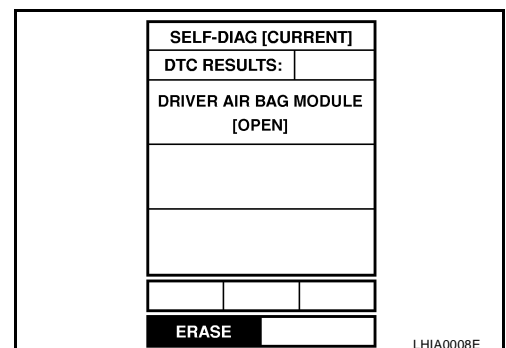 SELF-DIAG [CURRENT]
DTC RESULTS:
DRIVER AIR BAG MODULE
[OPEN]
ERASE
LHIA0008E